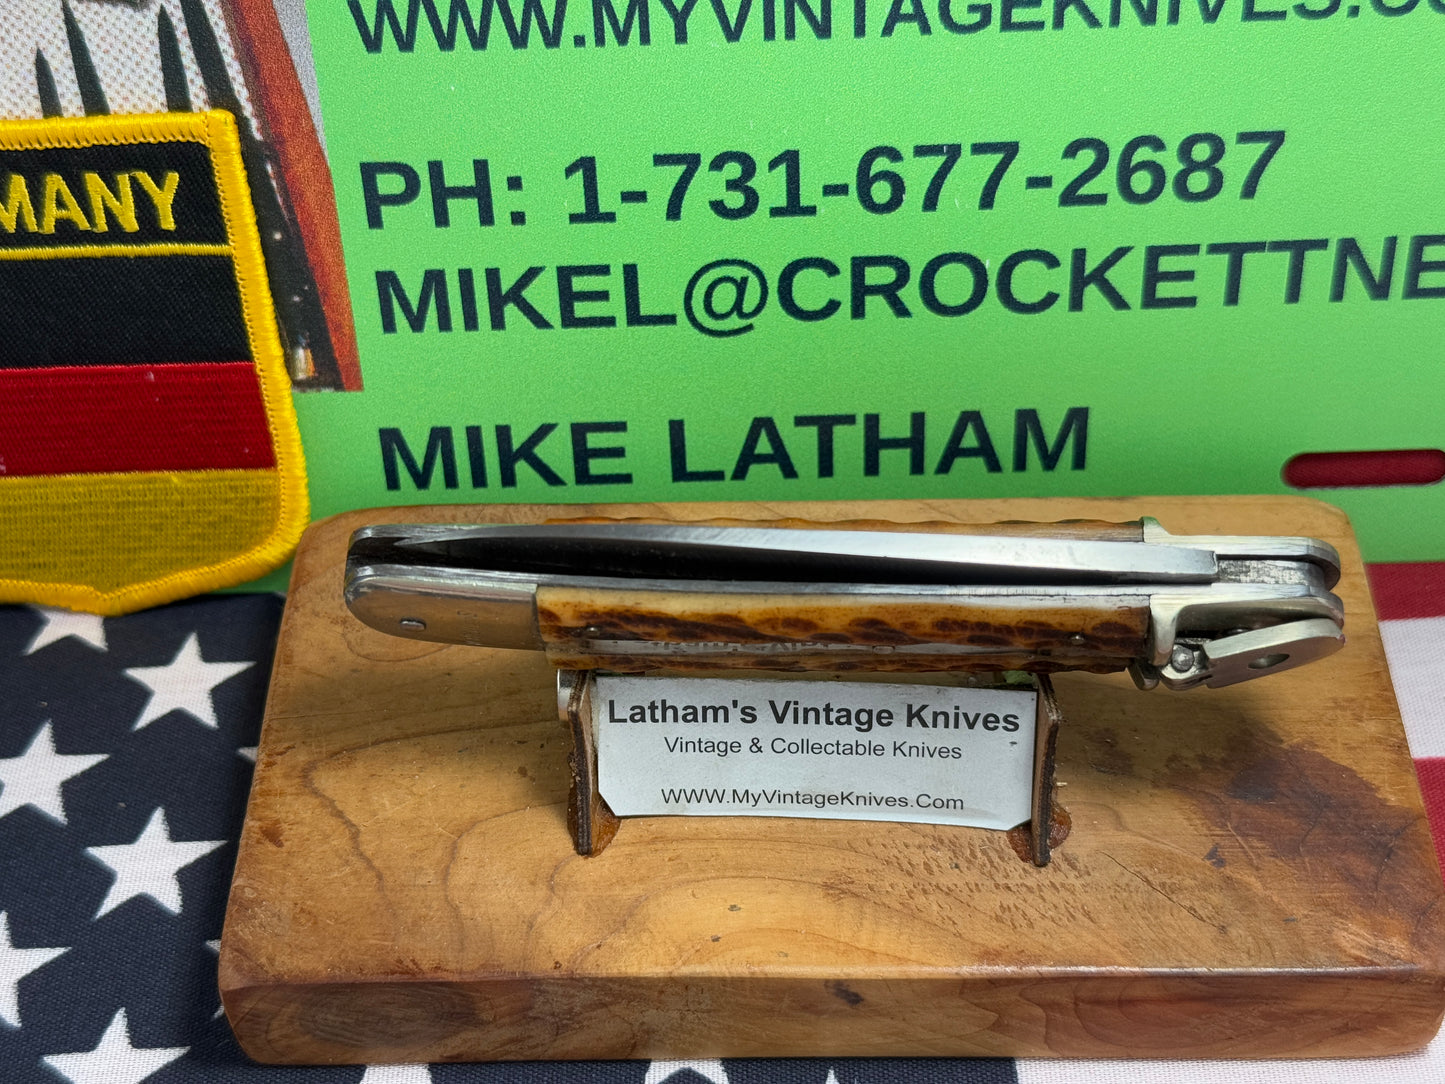 WWW.MYVINTAGEKNIVES.CO
PH: 1-731-677-2687
MIKEL@CROCKETTNE
MIKE LATHAM
MANY
Latham's Vintage Knives
Vintage & Collectable Knives
WWW.MyVintageKnives.Com